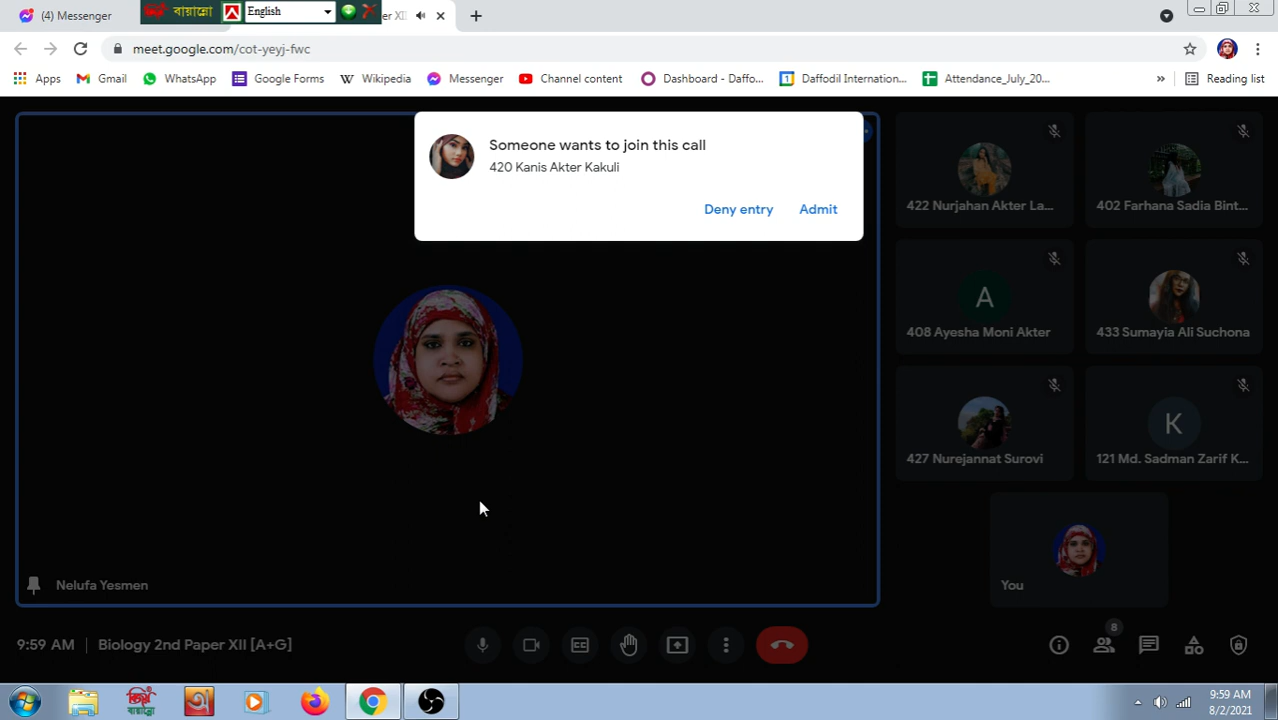 (4) Messenger
বায়ান্নো
English
er XI
meet.google.com/cot-yeyj-fwc
Apps Gmail WhatsApp Google Forms Wikipedia Messenger Channel content Dashboard - Daffo... Daffodil Internation... Attendance_July_20... » Reading list
Someone wants to join this call
420 Kanis Akter Kakuli
Deny entry Admit
422 Nurjahan Akter La...
402 Farhana Sadia Bint...
A
408 Ayesha Moni Akter
433 Sumayia Ali Suchona
427 Nurejannat Surovi
K
121 Md. Sadman Zarif K...
You
Nelufa Yesmen
9:59 AM | Biology 2nd Paper XII [A+G]
CC
8
বায়ান্নো
অ
9:59 AM
8/2/2021